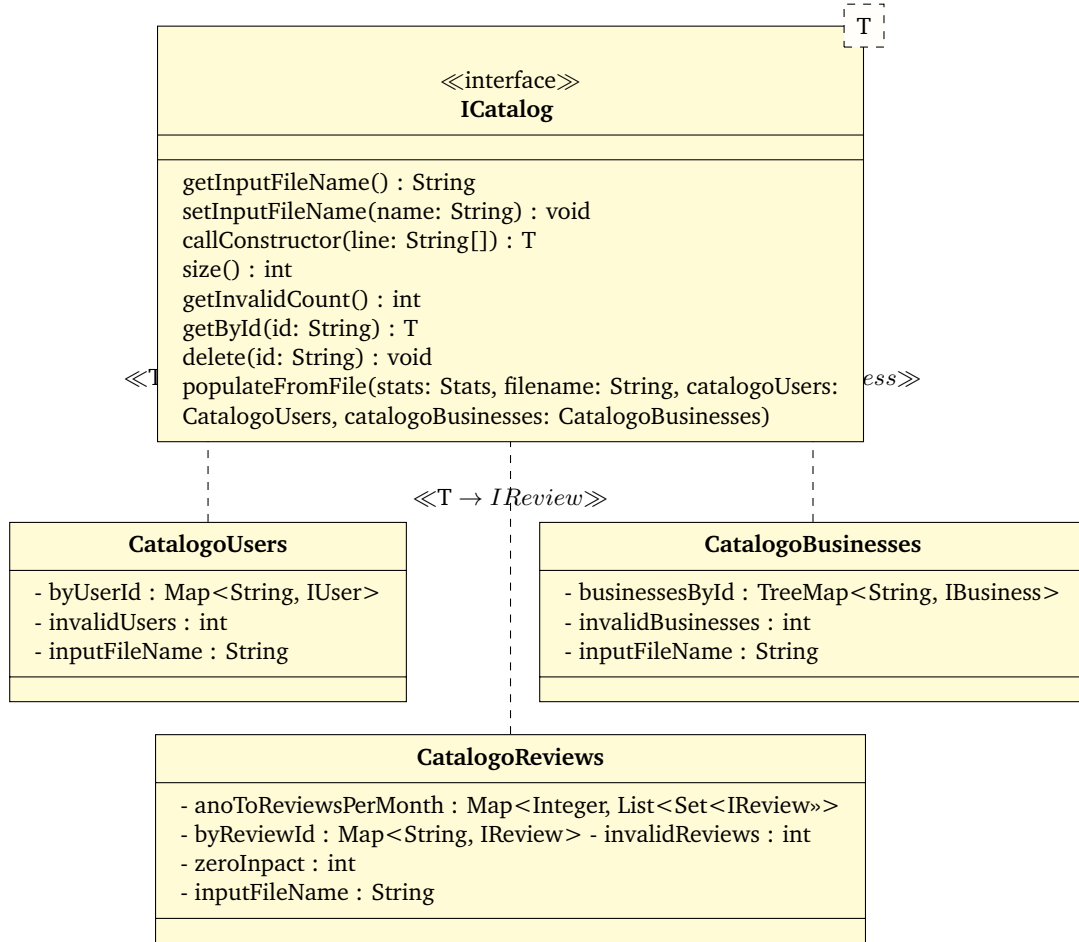 T
≪interface≫
ICatalog
getInputFileName() : String
setInputFileName(name: String) : void
callConstructor(line: String[]) : T
size() : int
getInvalidCount() : int
getById(id: String) : T
delete(id: String) : void
populateFromFile(stats: Stats, filename: String, catalogoUsers:
CatalogoUsers, catalogoBusinesses: CatalogoBusinesses)
≪T
ess≫
≪T → IReview≫
CatalogoUsers
- byUserId : Map<String, IUser>
- invalidUsers : int
- inputFileName : String
CatalogoBusinesses
- businessesById : TreeMap<String, IBusiness>
- invalidBusinesses : int
- inputFileName : String
CatalogoReviews
- anoToReviewsPerMonth : Map<Integer, List<Set<IReview»>
- byReviewId : Map<String, IReview> - invalidReviews : int
- zeroInpact : int
- inputFileName : String